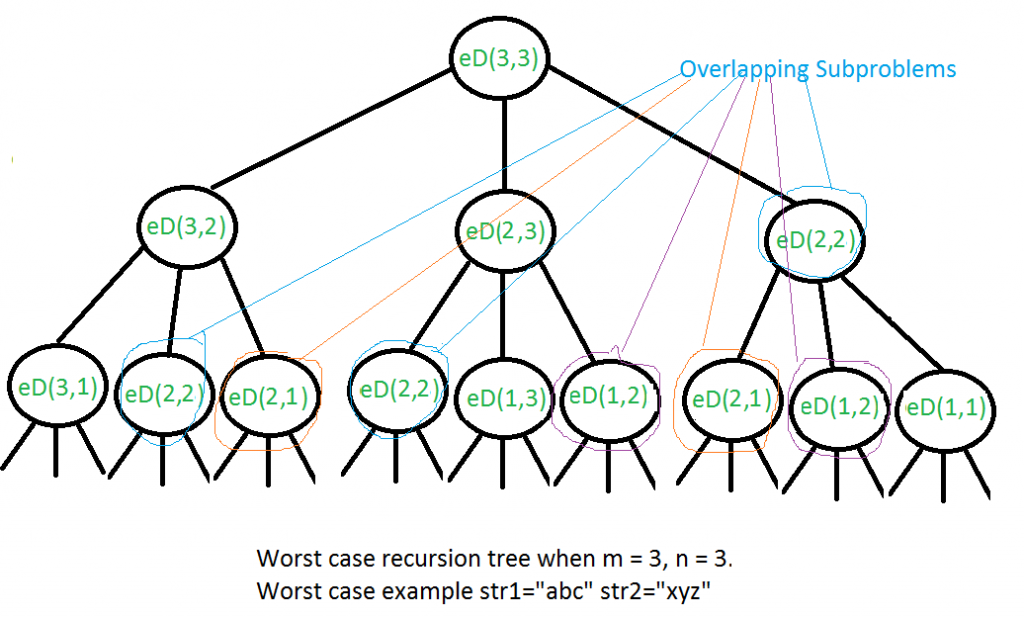 eD(3,3)
Overlapping Subproblems
eD(3,2)
eD(2,3)
eD(2,2)
eD(3,1)
eD(2,2)
eD(2,1)
eD(2,2)
eD(1,3)
eD(1,2)
eD(2,1)
eD(1,2)
eD(1,1)
Worst case recursion tree when m = 3, n = 3.
Worst case example str1="abc" str2="xyz"